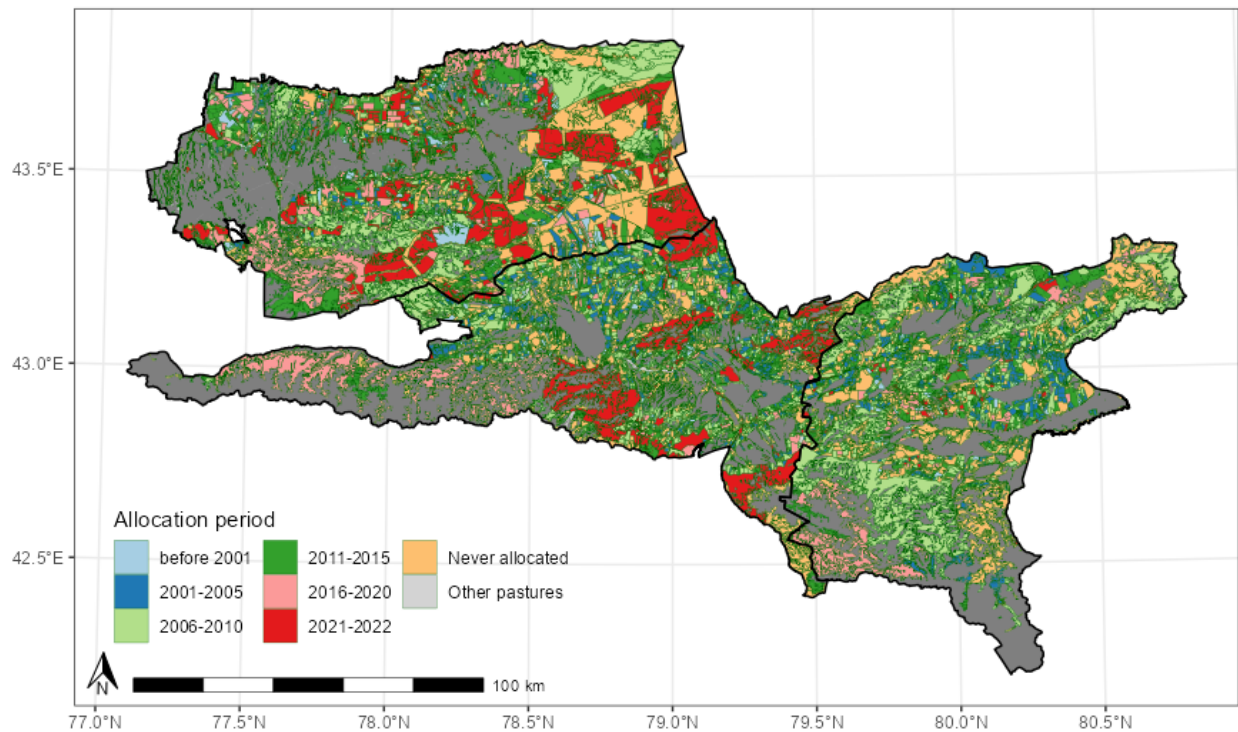 43.5°E
43.0°E
42.5°E
Allocation period
before 2001 2011-2015 Never allocated
2001-2005 2016-2020 Other pastures
2006-2010 2021-2022
N
100 km
77.0°N 77.5°N 78.0°N 78.5°N 79.0°N 79.5°N 80.0°N 80.5°N